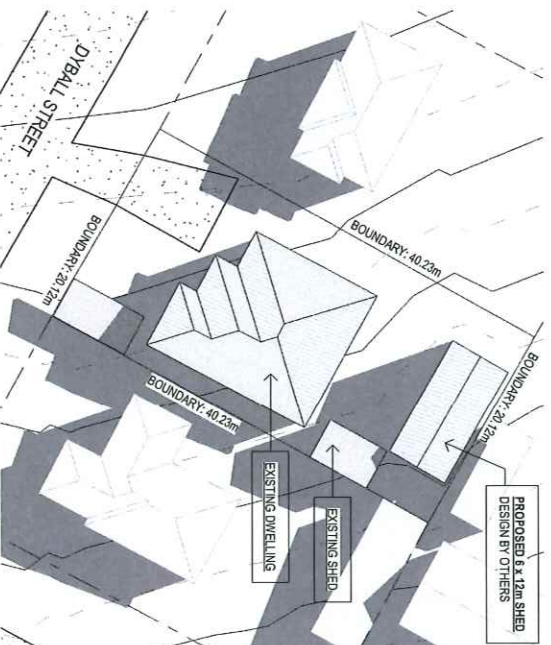 DYBALL STREET
BOUNDARY: 40.23m
BOUNDARY: 20.12m
BOUNDARY: 20.12m
BOUNDARY: 40.23m
PROPOSED 6 x 12m SHED
DESIGN BY OTHERS
EXISTING SHED
EXISTING DWELLING